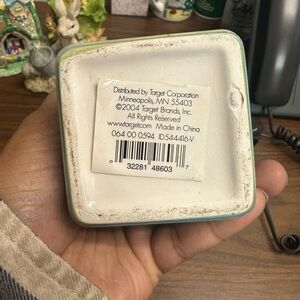 Distributed by Target Corporation
Minneapolis, MN 55403
©2004 Target Brands, Inc.
All Rights Reserved
www.target.com Made in China
064 00 0594 ID54446-V
0 32281 48603 7